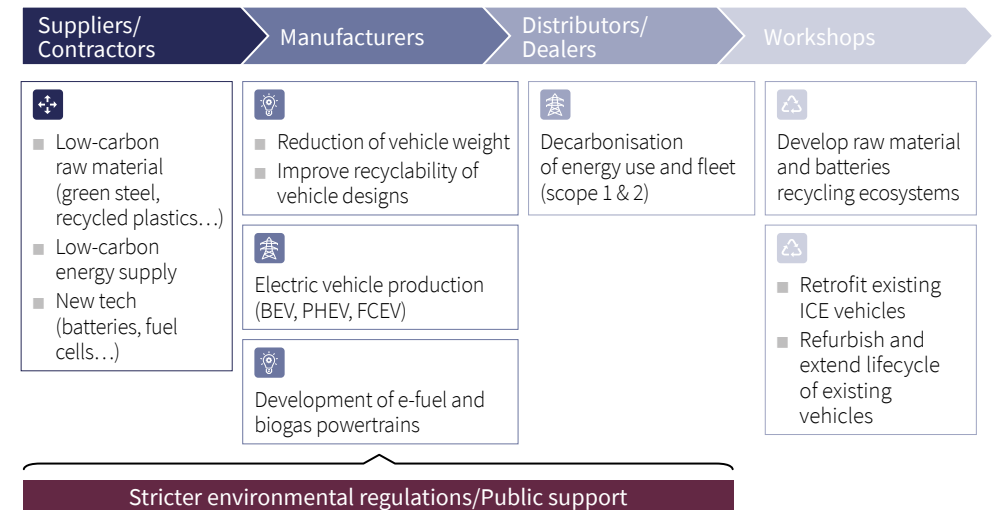 Suppliers/
Contractors
Manufacturers
Distributors/
Dealers
Workshops
Low-carbon
raw material
(green steel,
recycled plastics…)
Low-carbon
energy supply
New tech
(batteries, fuel
cells…)
Reduction of vehicle weight
Improve recyclability of
vehicle designs
Electric vehicle production
(BEV, PHEV, FCEV)
Development of e-fuel and
biogas powertrains
Decarbonisation
of energy use and fleet
(scope 1 & 2)
Develop raw material
and batteries
recycling ecosystems
Retrofit existing
ICE vehicles
Refurbish and
extend lifecycle
of existing
vehicles
Stricter environmental regulations/Public support